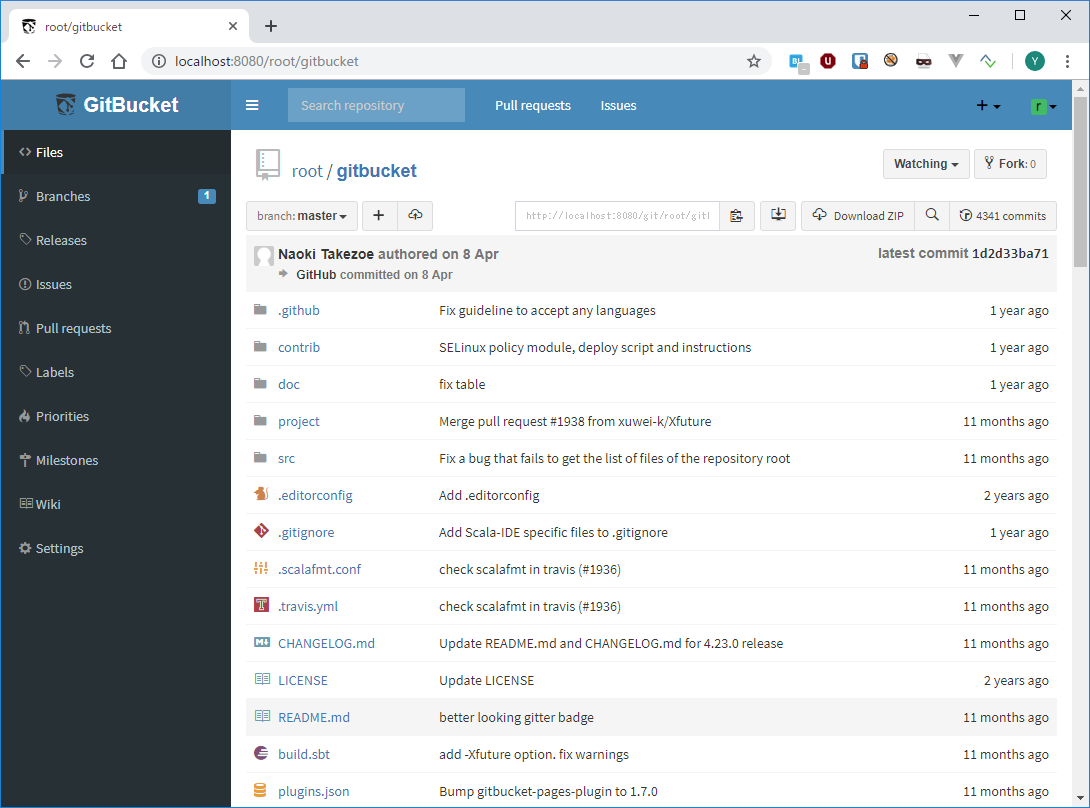 root/gitbucket
localhost:8080/root/gitbucket
Y
GitBucket
Search repository
Pull requests
Issues
r
Files
Branches 1
Releases
Issues
Pull requests
Labels
Priorities
Milestones
Wiki
Settings
root / gitbucket
Watching
Fork: 0
branch: master
http://localhost:8080/git/root/gitl
Download ZIP
4341 commits
Naoki Takezoe authored on 8 Apr
GitHub committed on 8 Apr
latest commit 1d2d33ba71
.github Fix guideline to accept any languages 1 year ago
contrib SELinux policy module, deploy script and instructions 1 year ago
doc fix table 1 year ago
project Merge pull request #1938 from xuwei-k/Xfuture 11 months ago
src Fix a bug that fails to get the list of files of the repository root 11 months ago
.editorconfig Add .editorconfig 2 years ago
.gitignore Add Scala-IDE specific files to .gitignore 1 year ago
.scalafmt.conf check scalafmt in travis (#1936) 11 months ago
.travis.yml check scalafmt in travis (#1936) 11 months ago
CHANGELOG.md Update README.md and CHANGELOG.md for 4.23.0 release 11 months ago
LICENSE Update LICENSE 2 years ago
README.md better looking gitter badge 11 months ago
build.sbt add -Xfuture option. fix warnings 11 months ago
plugins.json Bump gitbucket-pages-plugin to 1.7.0 11 months ago